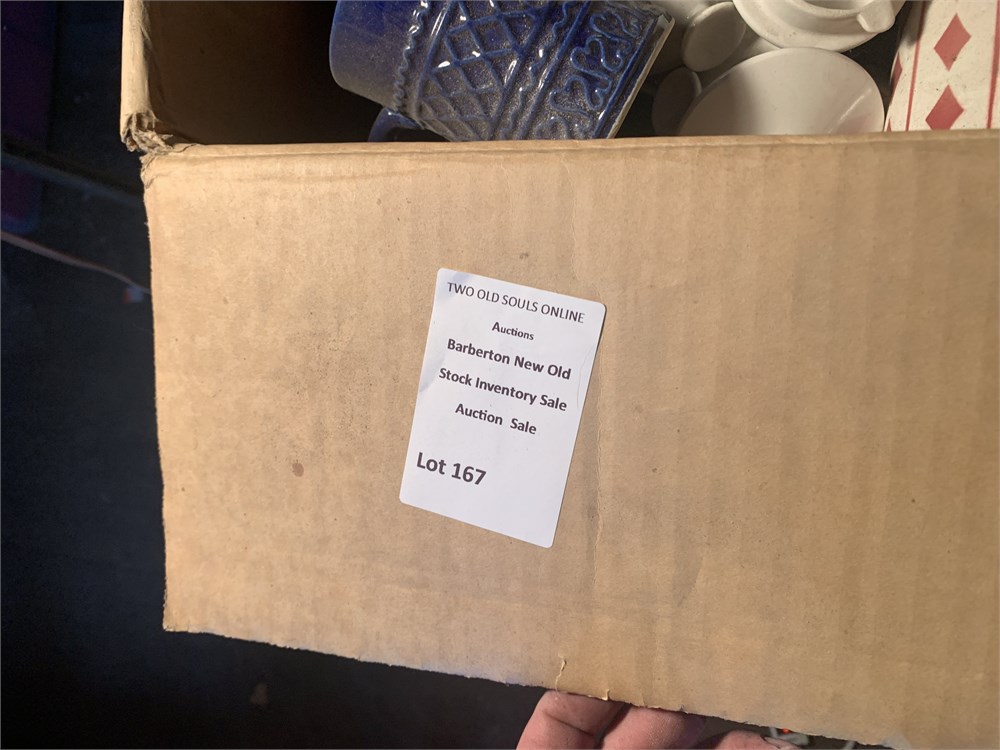 TWO OLD SOULS ONLINE
Auctions
Barberton New Old
Stock Inventory Sale
Auction Sale
Lot 167